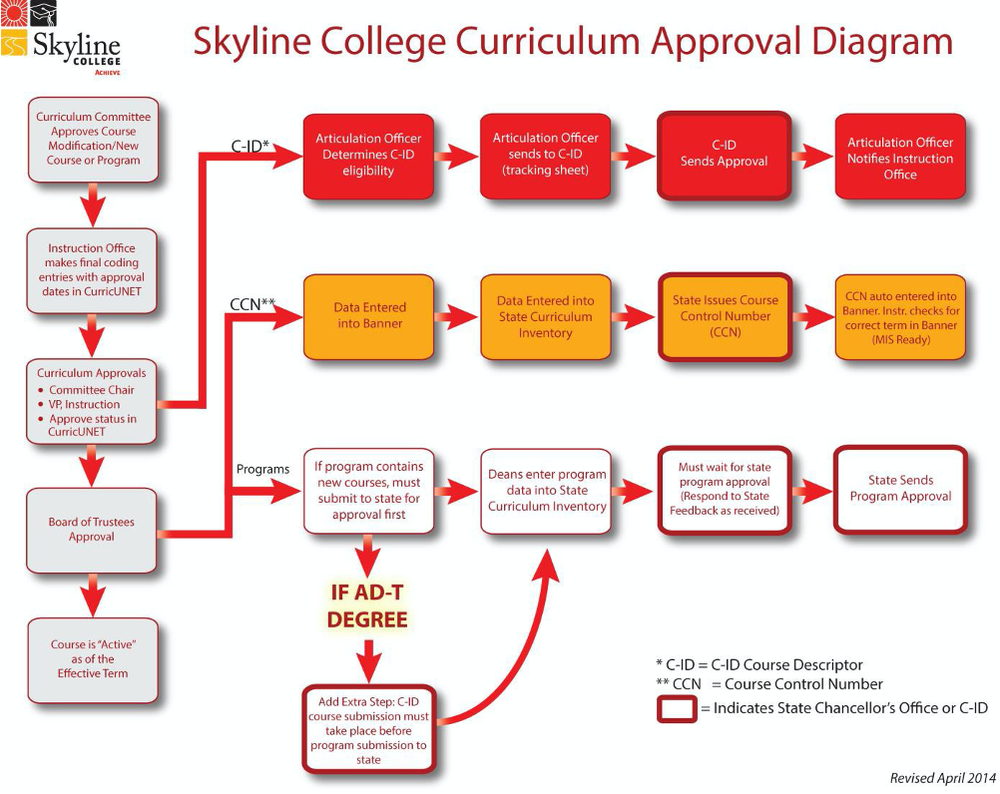 Skyline
COLLEGE
ACHIEVE
Skyline College Curriculum Approval Diagram
Curriculum Committee
Approves Course
Modification/New
Course or Program
Instruction Office
makes final coding
entries with approval
dates in CurricUNET
Curriculum Approvals
• Committee Chair
• VP, Instruction
• Approve status in
CurricUNET
Board of Trustees
Approval
Course is “Active”
as of the
Effective Term
C-ID*
Articulation Officer
Determines C-ID
eligibility
Articulation Officer
sends to C-ID
(tracking sheet)
C-ID
Sends Approval
Articulation Officer
Notifies Instruction
Office
CCN**
Data Entered
into Banner
Data Entered into
State Curriculum
Inventory
State Issues Course
Control Number
(CCN)
CCN auto entered into
Banner. Instr. checks for
correct term in Banner
(MIS Ready)
Programs
If program contains
new courses, must
submit to state for
approval first
Deans enter program
data into State
Curriculum Inventory
Must wait for state
program approval
(Respond to State
Feedback as received)
State Sends
Program Approval
IF AD-T
DEGREE
Add Extra Step: C-ID
course submission must
take place before
program submission to
state
* C-ID = C-ID Course Descriptor
** CCN = Course Control Number
= Indicates State Chancellor’s Office or C-ID
Revised April 2014